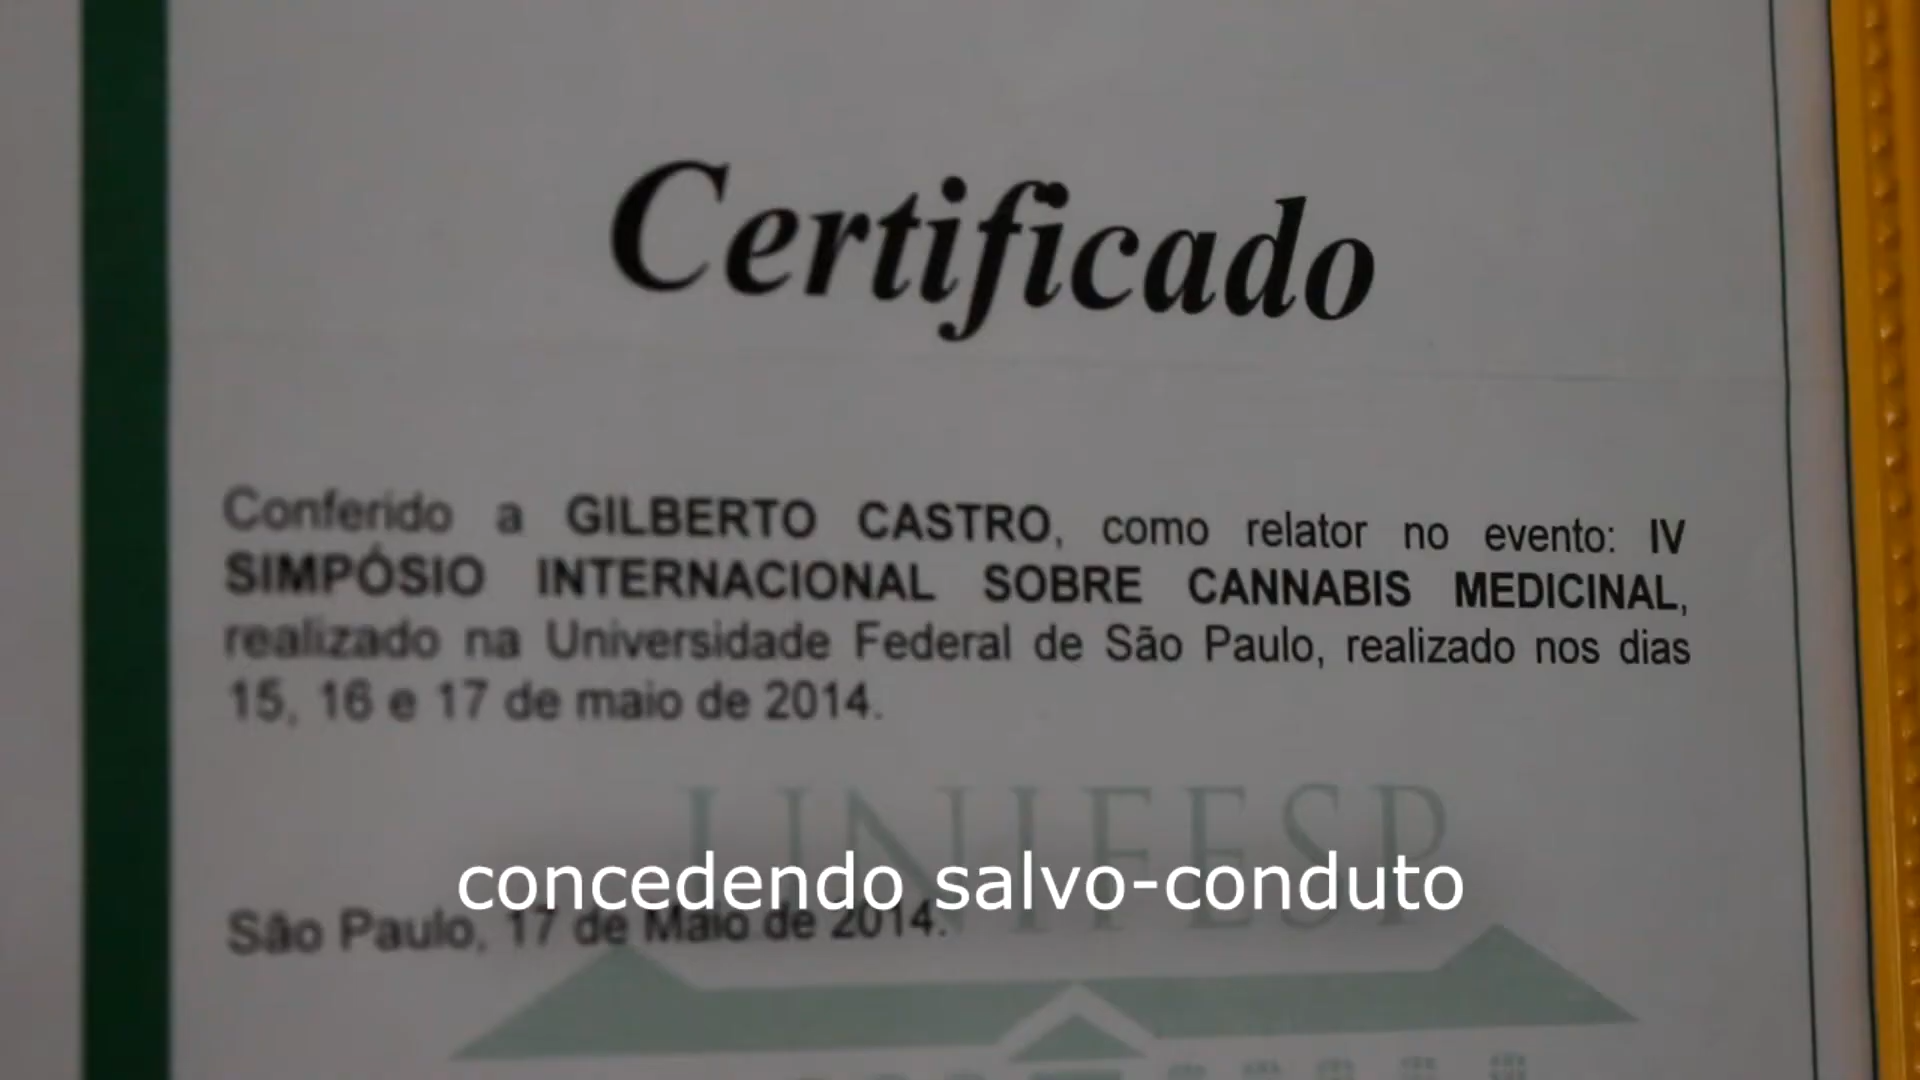 Certificado
Conferido a GILBERTO CASTRO, como relator no evento: IV
SIMPÓSIO INTERNACIONAL SOBRE CANNABIS MEDICINAL,
realizado na Universidade Federal de São Paulo, realizado nos dias
15, 16 e 17 de maio de 2014.
UNIFESP
concedendo salvo-conduto
São Paulo, 17 de Maio de 2014.